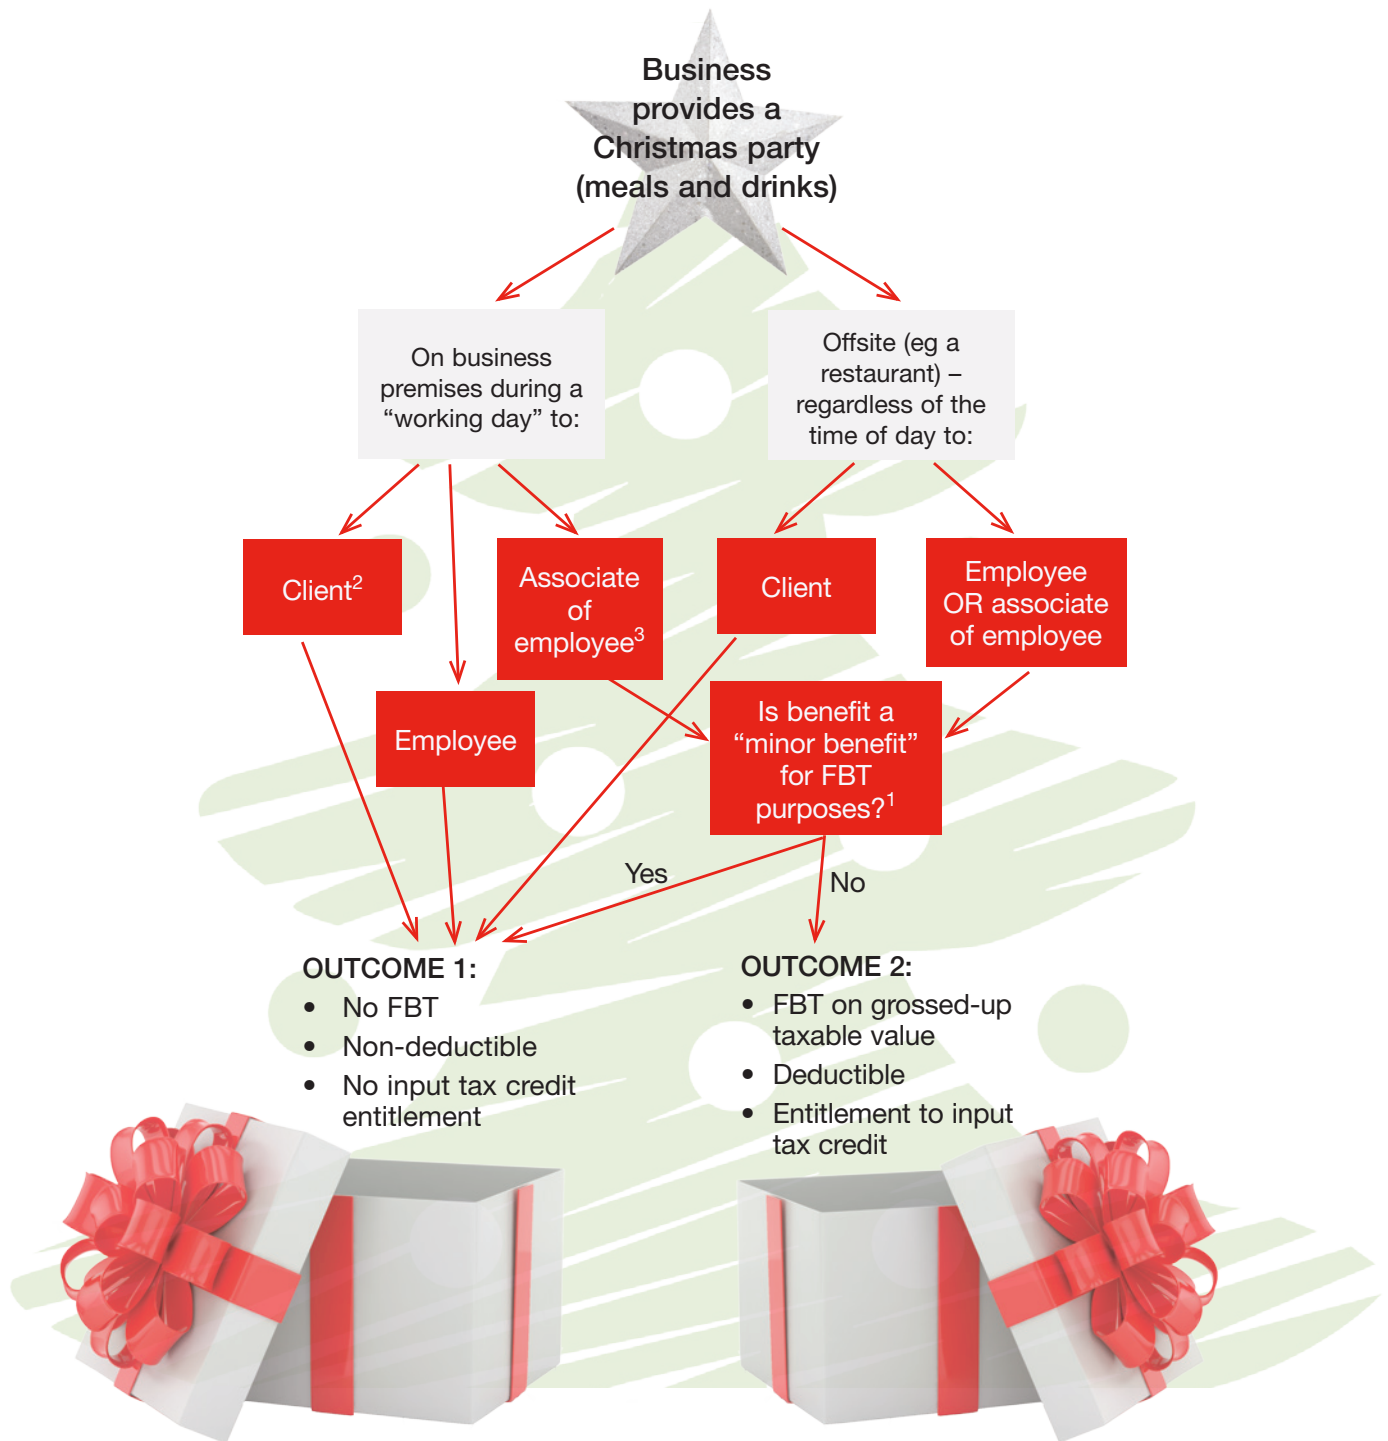 Business
provides a
Christmas party
(meals and drinks)
On business
premises during a
“working day” to:
Offsite (eg a
restaurant) –
regardless of the
time of day to:
Client2
Associate
of
employee3
Client
Employee
OR associate
of employee
Employee
Is benefit a
“minor benefit”
for FBT
purposes?1
Yes
No
OUTCOME 1:
• No FBT
• Non-deductible
• No input tax credit
entitlement
OUTCOME 2:
• FBT on grossed-up
taxable value
• Deductible
• Entitlement to input
tax credit